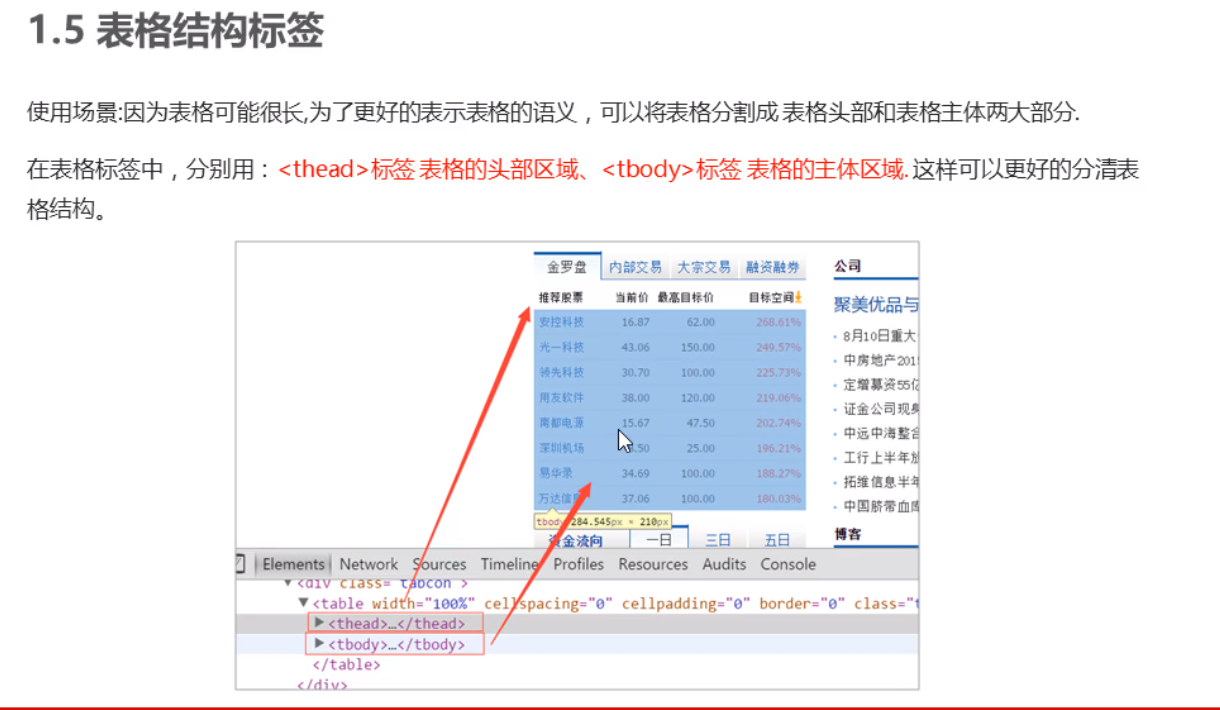 1.5 表格结构标签
使用场景:因为表格可能很长,为了更好的表示表格的语义，可以将表格分割成 表格头部和表格主体两大部分.
在表格标签中，分别用：<thead>标签 表格的头部区域、<tbody>标签 表格的主体区域. 这样可以更好的分清表
格结构。
金罗盘 内部交易 大宗交易 融资融券 公司
推荐股票 当前价 最高目标价 目标空间
聚美优品与
安控科技 16.87 62.00 268.61%
8月10日重大
光一科技 43.06 150.00 249.57%
中房地产201
领先科技 30.70 100.00 225.73%
定增募资55亿
用友软件 38.00 120.00 219.06%
证金公司现身
南都电源 15.67 47.50 202.74%
中远中海整合
深圳机场 .50 25.00 196.21%
工行上半年放
易华录 34.69 100.00 188.27%
拓维信息半年
万达信 37.06 100.00 180.03%
中国脐带血库
tbody 284.545px × 210px
资金流向 一日 三日 五日 博客
Elements Network Sources Timeline Profiles Resources Audits Console
<div class="tabcon">
<table width="100%" cellspacing="0" cellpadding="0" border="0" class="t
<thead>…</thead>
<tbody>…</tbody>
</table>
</div>